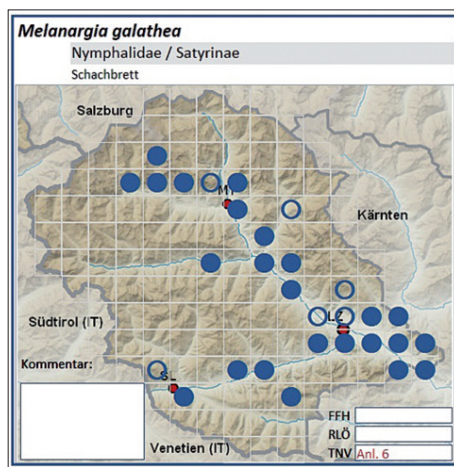 Melanargia galathea
Nymphalidae / Satyrinae
Schachbrett
Salzburg
Kärnten
LZ
Südtirol (IT)
Kommentar:
SL
FFH
RLÖ
Venetien (IT)
TNV Anl. 6